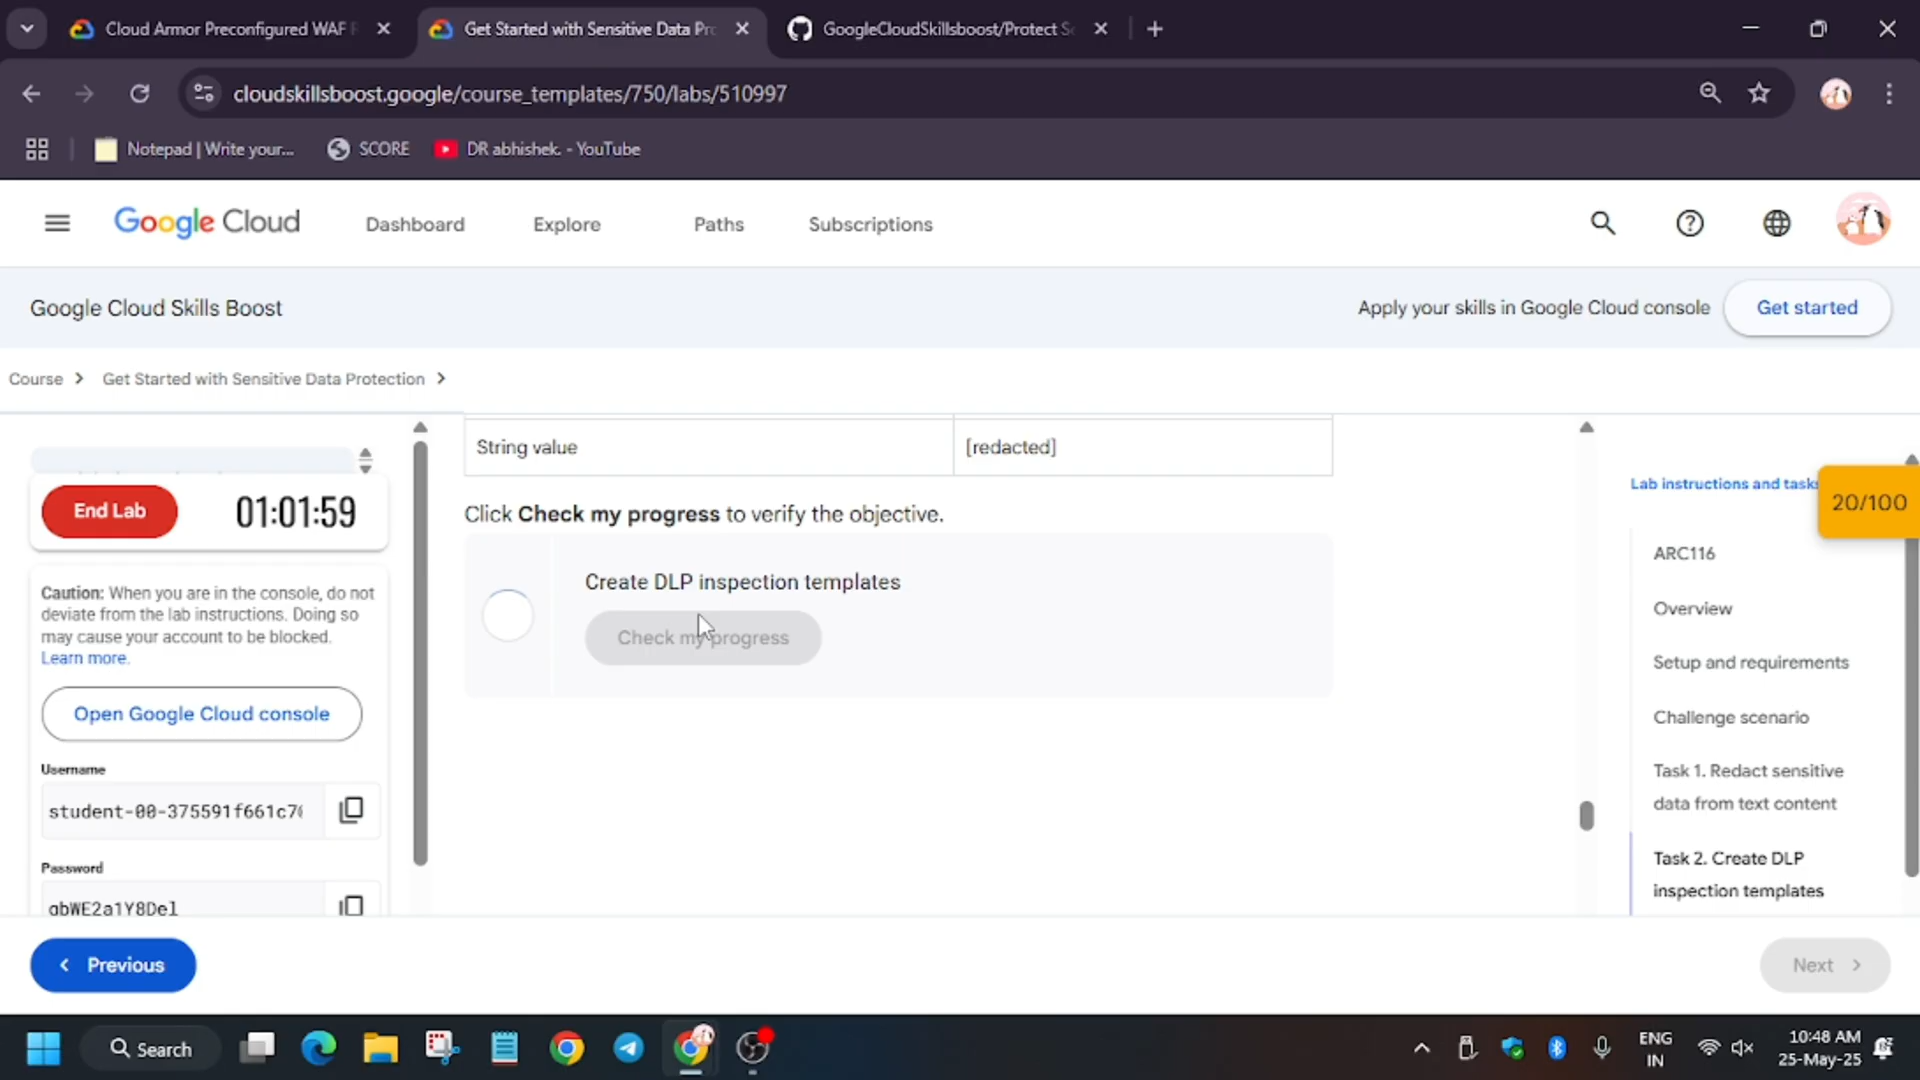 Cloud Armor Preconfigured WAF
Get Started with Sensitive Data Pr
GoogleCloudSkillsboost/Protect S
cloudskillsboost.google/course_templates/750/labs/510997
Notepad | Write your...
SCORE
DR abhishek. - YouTube
Google Cloud
Dashboard
Explore
Paths
Subscriptions
Google Cloud Skills Boost
Apply your skills in Google Cloud console
Get started
Course
Get Started with Sensitive Data Protection
String value
[redacted]
End Lab
01:01:59
Click Check my progress to verify the objective.
Create DLP inspection templates
Check my progress
Caution: When you are in the console, do not
deviate from the lab instructions. Doing so
may cause your account to be blocked.
Learn more.
Open Google Cloud console
Username
student-00-375591f661c7
Password
qbWE2a1Y8Del
Lab instructions and tasks
20/100
ARC116
Overview
Setup and requirements
Challenge scenario
Task 1. Redact sensitive
data from text content
Task 2. Create DLP
inspection templates
Previous
Next
Search
ENG
IN
10:48 AM
25-May-25